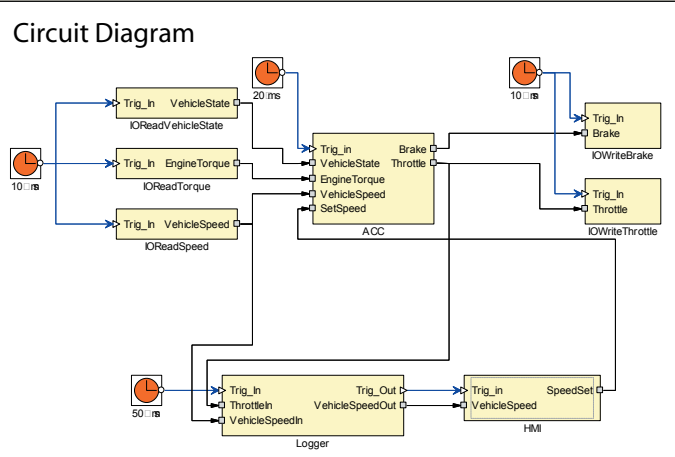 Circuit Diagram
20 ms
10 ms
Trig_In VehicleState
IOReadVehicleState
Trig_In
Brake
IOWriteBrake
Trig_in Brake
VehicleState Throttle
EngineTorque
VehicleSpeed
SetSpeed
ACC
Trig_In EngineTorque
IOReadTorque
10 ms
Trig_In
Throttle
IOWriteThrottle
Trig_In VehicleSpeed
IOReadSpeed
50 ms
Trig_In Trig_Out
ThrottleIn VehicleSpeedOut
VehicleSpeedIn
Logger
Trig_in SpeedSet
VehicleSpeed
HMI